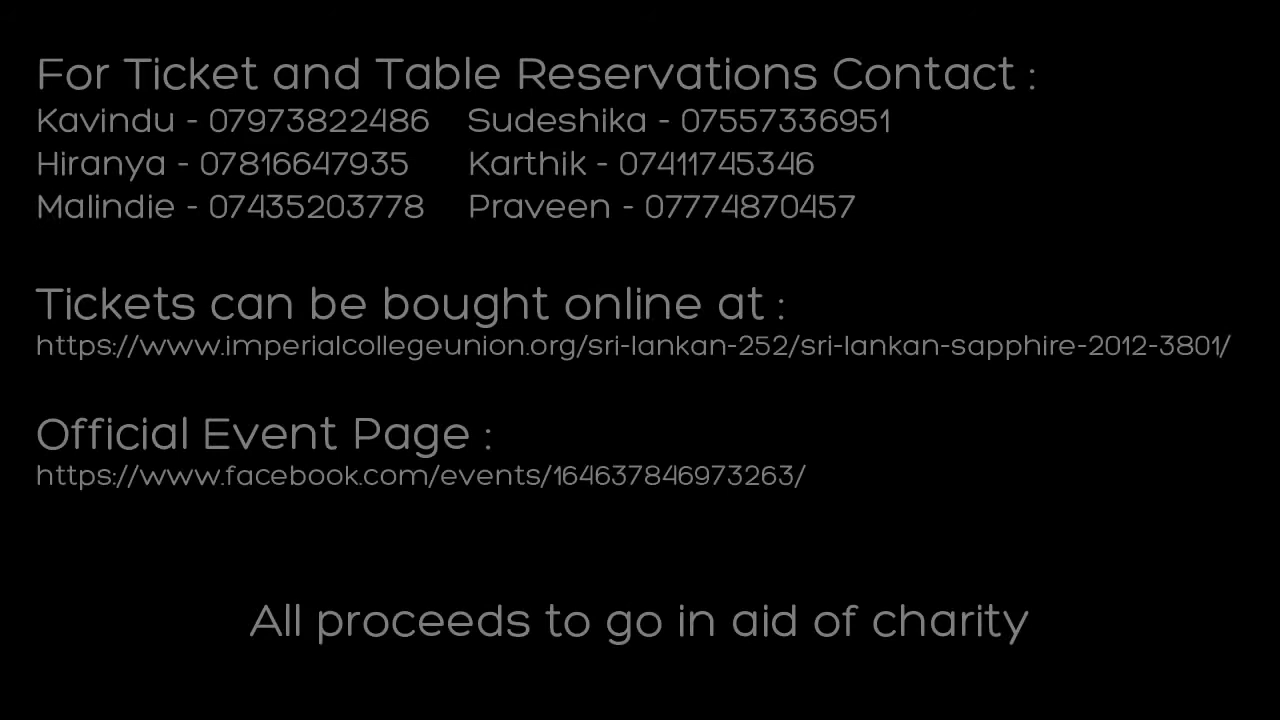 For Ticket and Table Reservations Contact :
Kavindu - 07973822486 Sudeshika - 07557336951
Hiranya - 07816647935 Karthik - 07411745346
Malindie - 07435203778 Praveen - 07774870457
Tickets can be bought online at :
https://www.imperialcollegeunion.org/sri-lankan-252/sri-lankan-sapphire-2012-3801/
Official Event Page :
https://www.facebook.com/events/164637846973263/
All proceeds to go in aid of charity